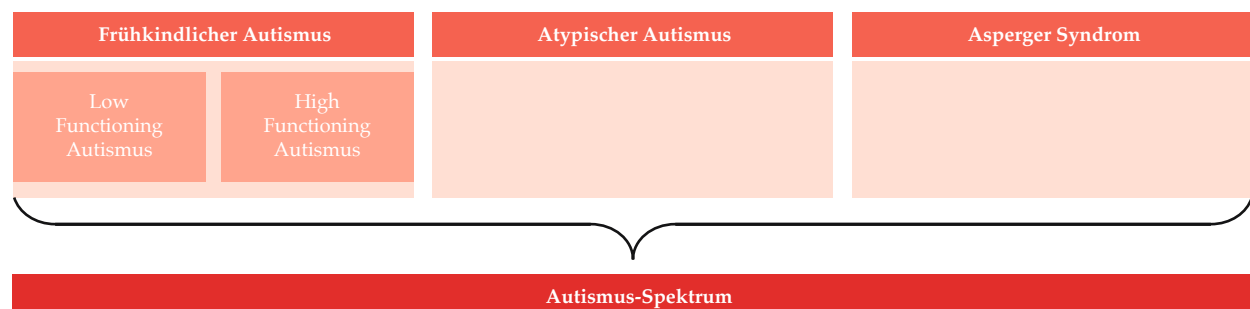 Frühkindlicher Autismus
Atypischer Autismus
Asperger Syndrom
Low
Functioning
Autismus
High
Functioning
Autismus
Autismus-Spektrum